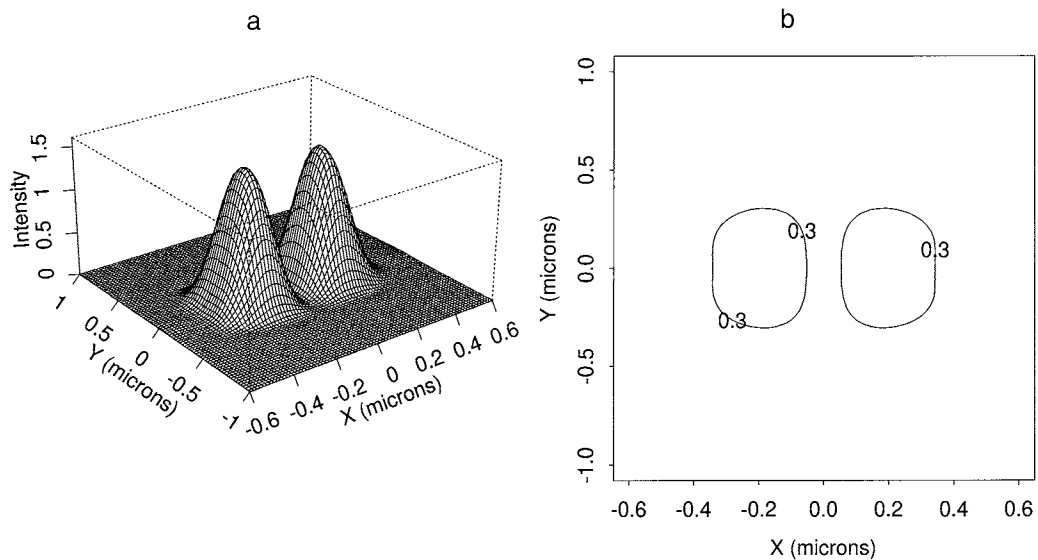 a
Intensity
0 0.5 1 1.5
Y (microns)
1 0.5 0 -0.5 -1
X (microns)
-0.6 -0.4 -0.2 0 0.2 0.4 0.6
b
Y (microns)
-1.0 -0.5 0.0 0.5 1.0
0.3
0.3
0.3
-0.6 -0.4 -0.2 0.0 0.2 0.4 0.6
X (microns)